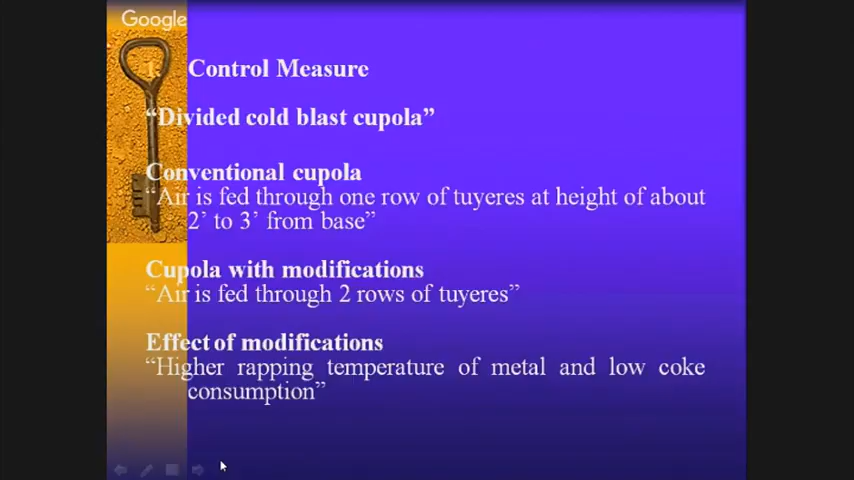 Google
1. Control Measure
“Divided cold blast cupola”
Conventional cupola
“Air is fed through one row of tuyeres at height of about
2’ to 3’ from base”
Cupola with modifications
“Air is fed through 2 rows of tuyeres”
Effect of modifications
“Higher rapping temperature of metal and low coke
consumption”